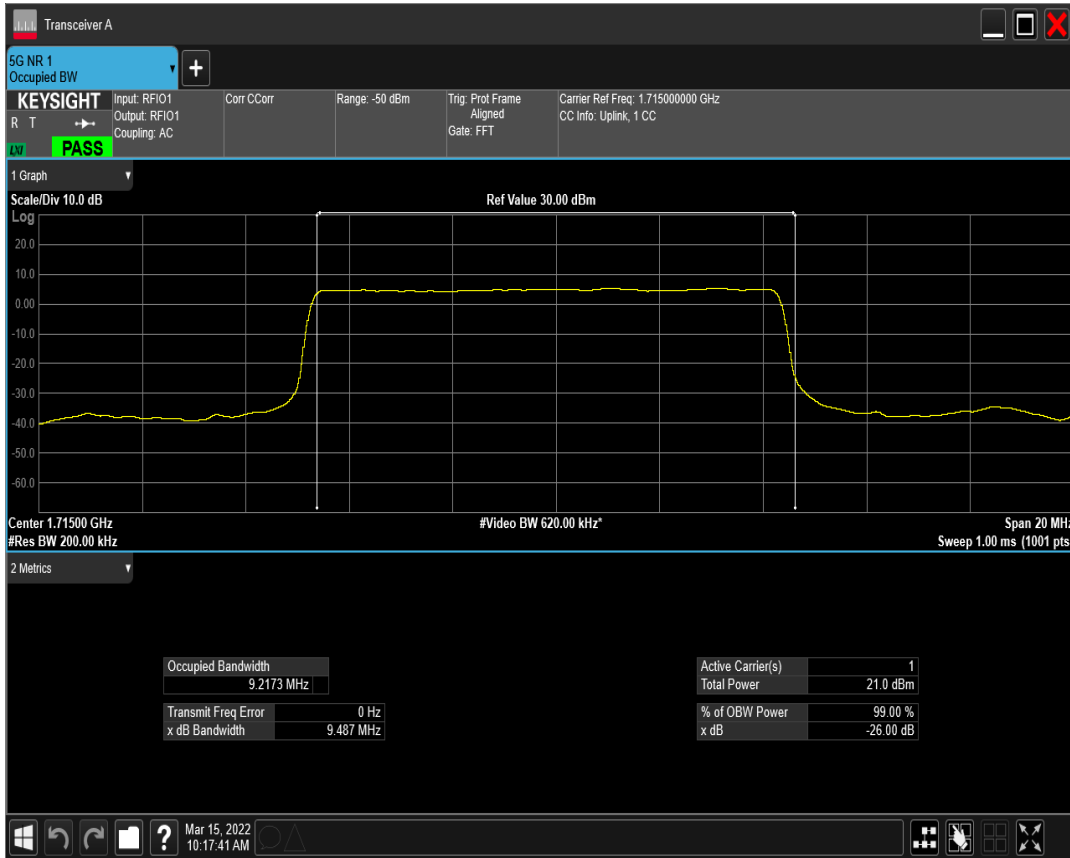 Transceiver A
5G NR 1
Occupied BW
KEYSIGHT
R T
LXI
PASS
Input: RFIO1
Output: RFIO1
Coupling: AC
Corr CCorr
Range: -50 dBm
Trig: Prot Frame
Aligned
Gate: FFT
Carrier Ref Freq: 1.715000000 GHz
CC Info: Uplink, 1 CC
1 Graph
Scale/Div 10.0 dB
Ref Value 30.00 dBm
Log
20.0
10.0
0.00
-10.0
-20.0
-30.0
-40.0
-50.0
-60.0
Center 1.71500 GHz
#Video BW 620.00 kHz*
Span 20 MHz
#Res BW 200.00 kHz
Sweep 1.00 ms (1001 pts
2 Metrics
Occupied Bandwidth
9.2173 MHz
Transmit Freq Error 0 Hz
x dB Bandwidth 9.487 MHz
Active Carrier(s) 1
Total Power 21.0 dBm
% of OBW Power 99.00 %
x dB -26.00 dB
?
Mar 15, 2022
10:17:41 AM